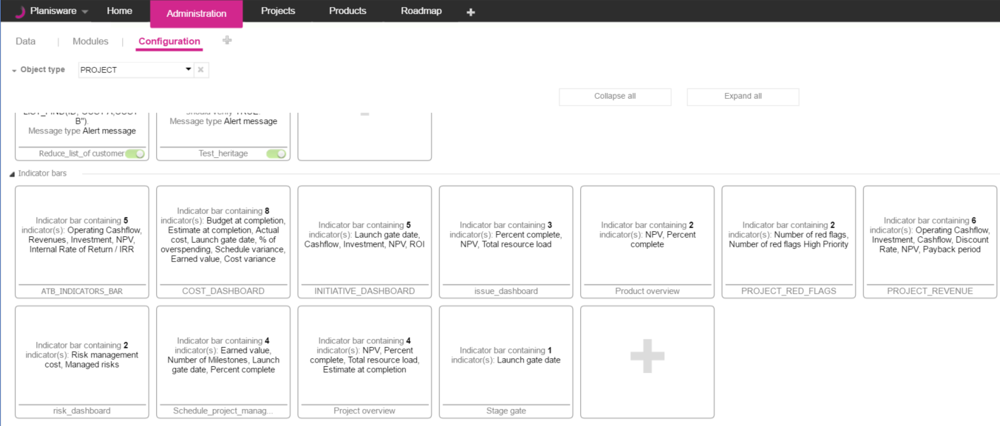 Planisware Home Administration Projects Products Roadmap
Data Modules Configuration
Object type PROJECT
Collapse all Expand all
B").
Message type Alert message
Reduce_list_of customer
Message type Alert message
Test_heritage
Indicator bars
Indicator bar containing 5
indicator(s): Operating Cashflow,
Revenues, Investment, NPV,
Internal Rate of Return / IRR
ATB_INDICATORS_BAR
Indicator bar containing 8
indicator(s): Budget at completion,
Estimate at completion, Actual
cost, Launch gate date, % of
overspending, Schedule variance,
Earned value, Cost variance
COST_DASHBOARD
Indicator bar containing 5
indicator(s): Launch gate date,
Cashflow, Investment, NPV, ROI
INITIATIVE_DASHBOARD
Indicator bar containing 3
indicator(s): Percent complete,
NPV, Total resource load
issue_dashboard
Indicator bar containing 2
indicator(s): NPV, Percent
complete
Product overview
Indicator bar containing 2
indicator(s): Number of red flags,
Number of red flags High Priority
PROJECT_RED_FLAGS
Indicator bar containing 6
indicator(s): Operating Cashflow,
Investment, Cashflow, Discount
Rate, NPV, Payback period
PROJECT_REVENUE
Indicator bar containing 2
indicator(s): Risk management
cost, Managed risks
risk_dashboard
Indicator bar containing 4
indicator(s): Earned value,
Number of Milestones, Launch
gate date, Percent complete
Schedule_project_manag...
Indicator bar containing 4
indicator(s): NPV, Percent
complete, Total resource load,
Estimate at completion
Project overview
Indicator bar containing 1
indicator(s): Launch gate date
Stage gate